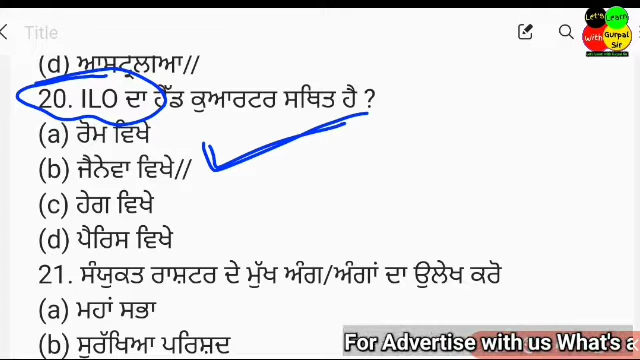 Title
Let's
Learn
with
Gurpal
Sir
(d) ਆਸਟ੍ਰਲੀਆ//
20. ILO ਦਾ ਹੈੱਡ ਕੁਆਰਟਰ ਸਥਿਤ ਹੈ ?
(a) ਰੋਮ ਵਿਖੇ
(b) ਜੈਨੇਵਾ ਵਿਖੇ//
(c) ਹੇਗ ਵਿਖੇ
(d) ਪੈਰਿਸ ਵਿਖੇ
21. ਸੰਯੁਕਤ ਰਾਸ਼ਟਰ ਦੇ ਮੁੱਖ ਅੰਗ/ਅੰਗਾਂ ਦਾ ਉਲੇਖ ਕਰੋ
(a) ਮਹਾਂ ਸਭਾ
(b) ਸੁਰੱਖਿਆ ਪਰਿਸ਼ਦ
For Advertise with us What's a